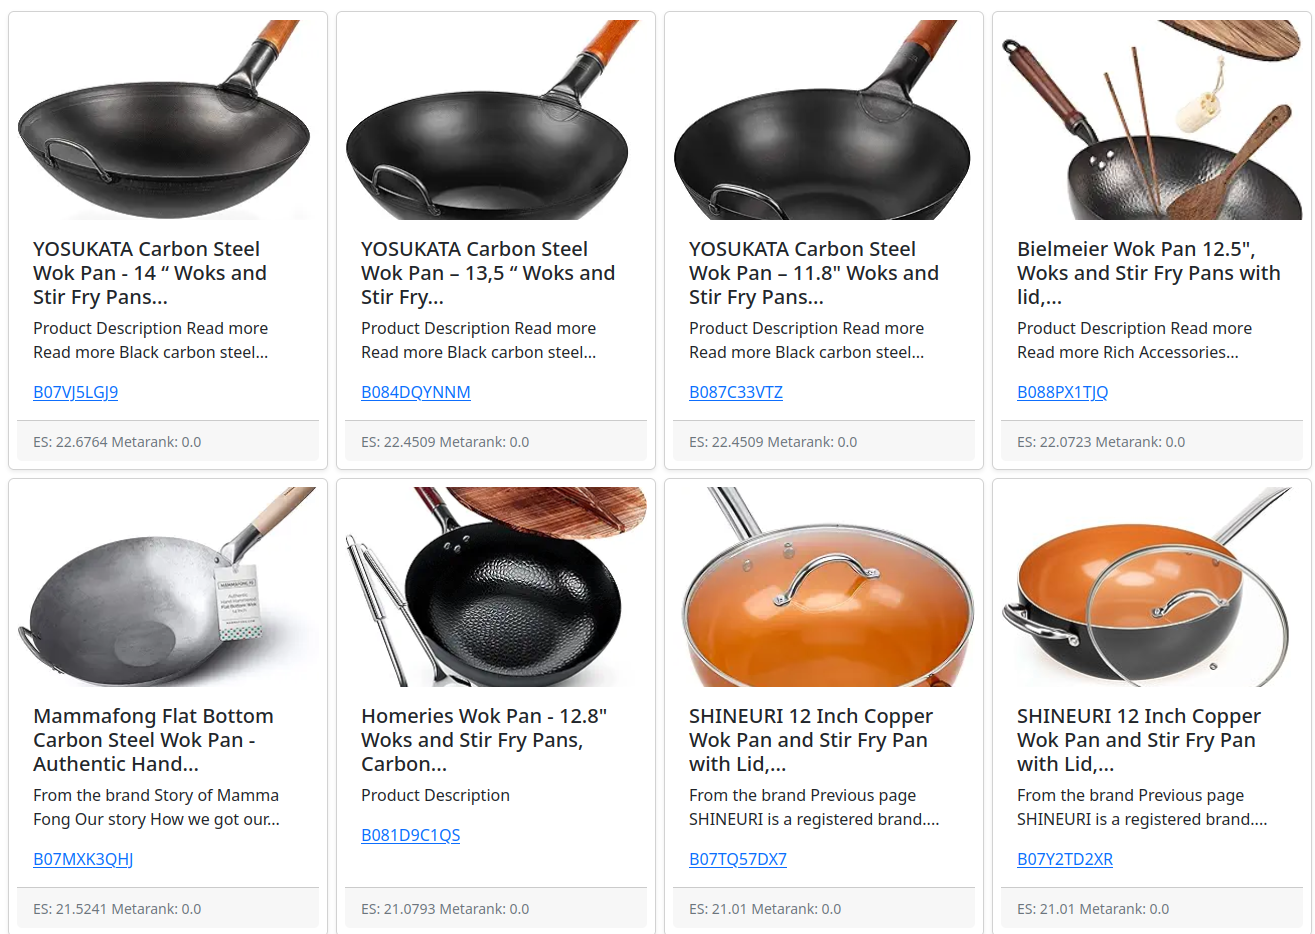 YOSUKATA Carbon Steel
Wok Pan - 14 “ Woks and
Stir Fry Pans...
Product Description Read more
Read more Black carbon steel...
B07VJ5LGJ9
ES: 22.6764 Metarank: 0.0
YOSUKATA Carbon Steel
Wok Pan – 13,5 “ Woks and
Stir Fry...
Product Description Read more
Read more Black carbon steel...
B084DQYNNM
ES: 22.4509 Metarank: 0.0
YOSUKATA Carbon Steel
Wok Pan – 11.8" Woks and
Stir Fry Pans...
Product Description Read more
Read more Black carbon steel...
B087C33VTZ
ES: 22.4509 Metarank: 0.0
Bielmeier Wok Pan 12.5",
Woks and Stir Fry Pans with
lid,...
Product Description Read more
Read more Rich Accessories...
B088PX1TJQ
ES: 22.0723 Metarank: 0.0
Mammafong Flat Bottom
Carbon Steel Wok Pan -
Authentic Hand...
From the brand Story of Mamma
Fong Our story How we got our...
B07MXK3QHJ
ES: 21.5241 Metarank: 0.0
Homeries Wok Pan - 12.8"
Woks and Stir Fry Pans,
Carbon...
Product Description
B081D9C1QS
ES: 21.0793 Metarank: 0.0
SHINEURI 12 Inch Copper
Wok Pan and Stir Fry Pan
with Lid,...
From the brand Previous page
SHINEURI is a registered brand....
B07TQ57DX7
ES: 21.01 Metarank: 0.0
SHINEURI 12 Inch Copper
Wok Pan and Stir Fry Pan
with Lid,...
From the brand Previous page
SHINEURI is a registered brand....
B07Y2TD2XR
ES: 21.01 Metarank: 0.0